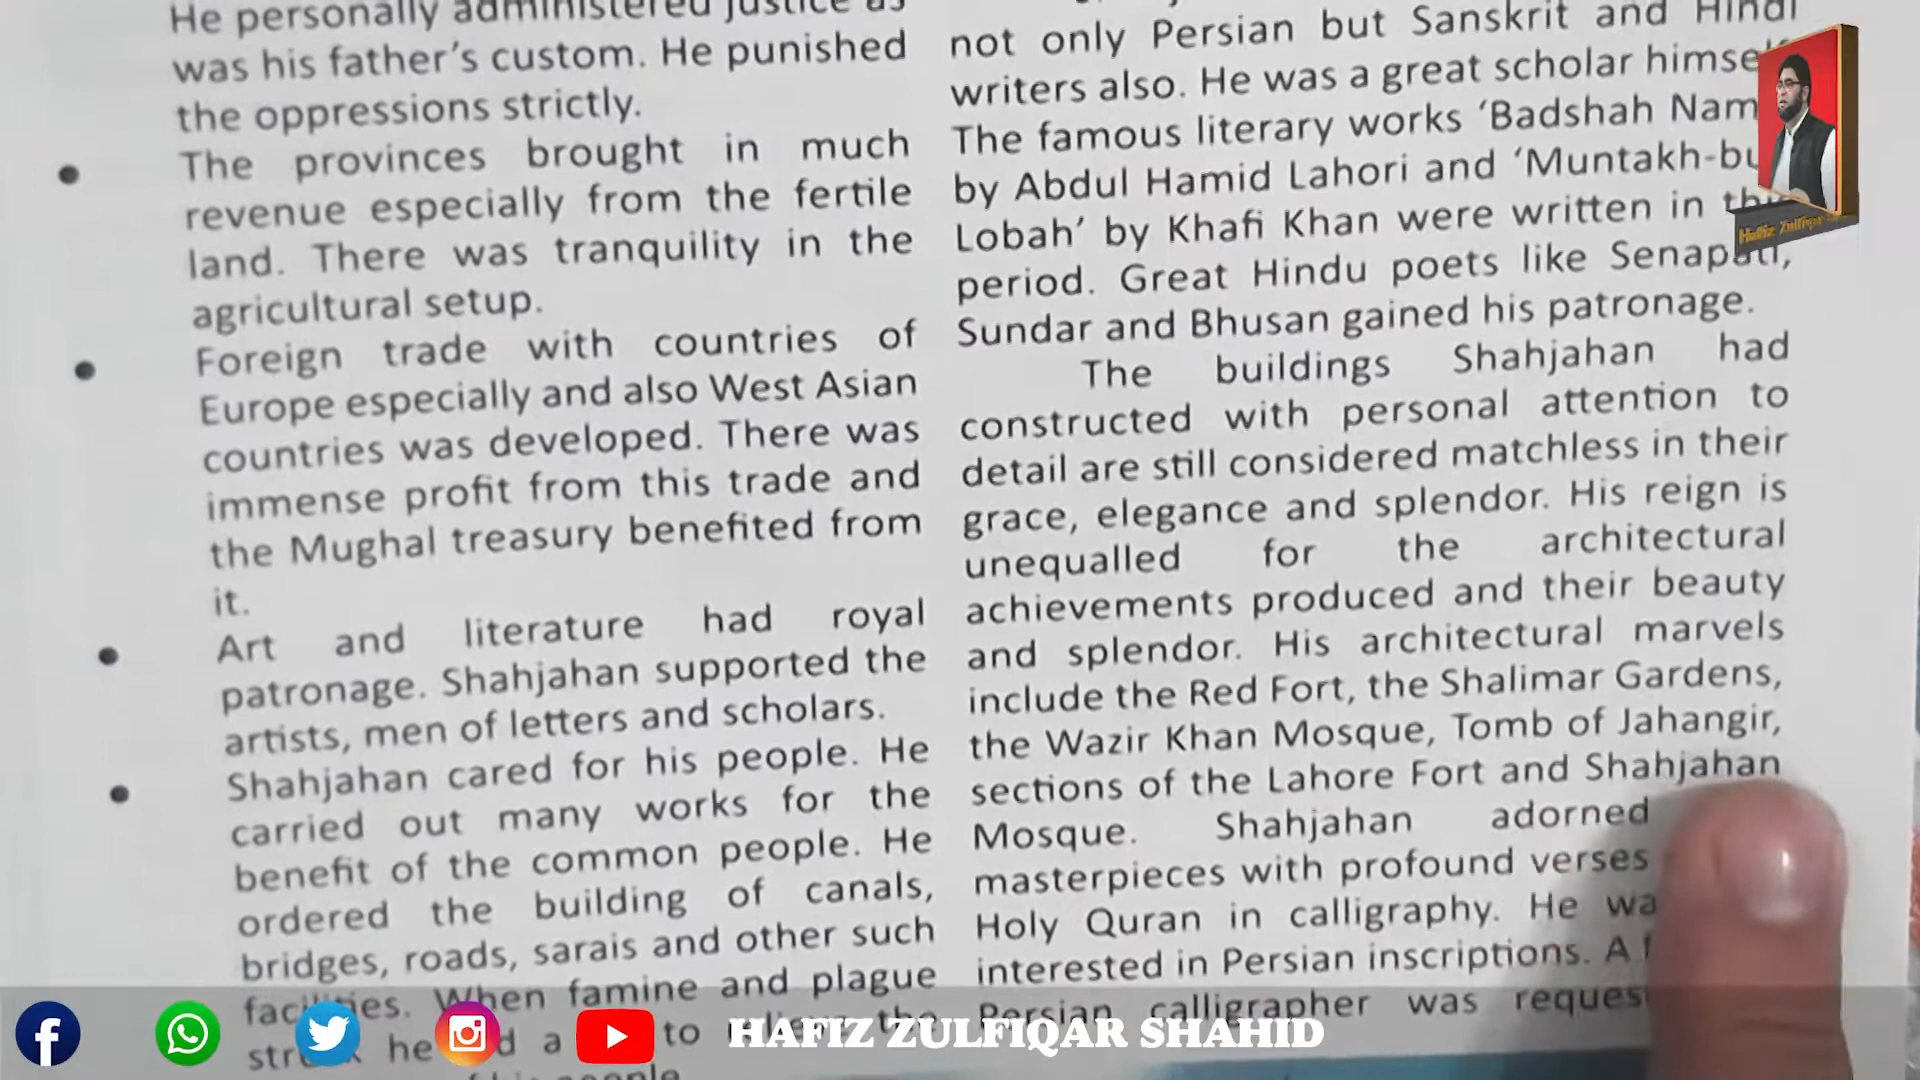 He personally administered justice as
was his father's custom. He punished
the oppressions strictly.
The provinces brought in much
revenue especially from the fertile
land. There was tranquility in the
agricultural setup.
Foreign trade with countries of
Europe especially and also West Asian
countries was developed. There was
immense profit from this trade and
the Mughal treasury benefited from
it.
Art and literature had royal
patronage. Shahjahan supported the
artists, men of letters and scholars.
Shahjahan cared for his people. He
carried out many works for the
benefit of the common people. He
ordered the building of canals,
bridges, roads, sarais and other such
facilities. When famine and plague
he a to the
people
not only Persian but Sanskrit and Hindi
writers also. He was a great scholar
The famous literary works 'Badshah
by Abdul Hamid Lahori and
Lobah' by Khafi Khan were written in
period. Great Hindu poets like Senapati,
Sundar and Bhusan gained his patronage.
The buildings Shahjahan had
constructed with personal attention to
detail are still considered matchless in their
grace, elegance and splendor. His reign is
unequalled for the architectural
achievements produced and their beauty
and splendor. His architectural marvels
include the Red Fort, the Shalimar Gardens,
the Wazir Khan Mosque, Tomb of Jahangir,
sections of the Lahore Fort and Shahjahan
Mosque. Shahjahan adorned
masterpieces with profound verses
Holy Quran in calligraphy. He
interested in Persian inscriptions. A
Persian calligrapher was
Hafiz Zulfiqar
HAFIZ ZULFIQAR SHAHID